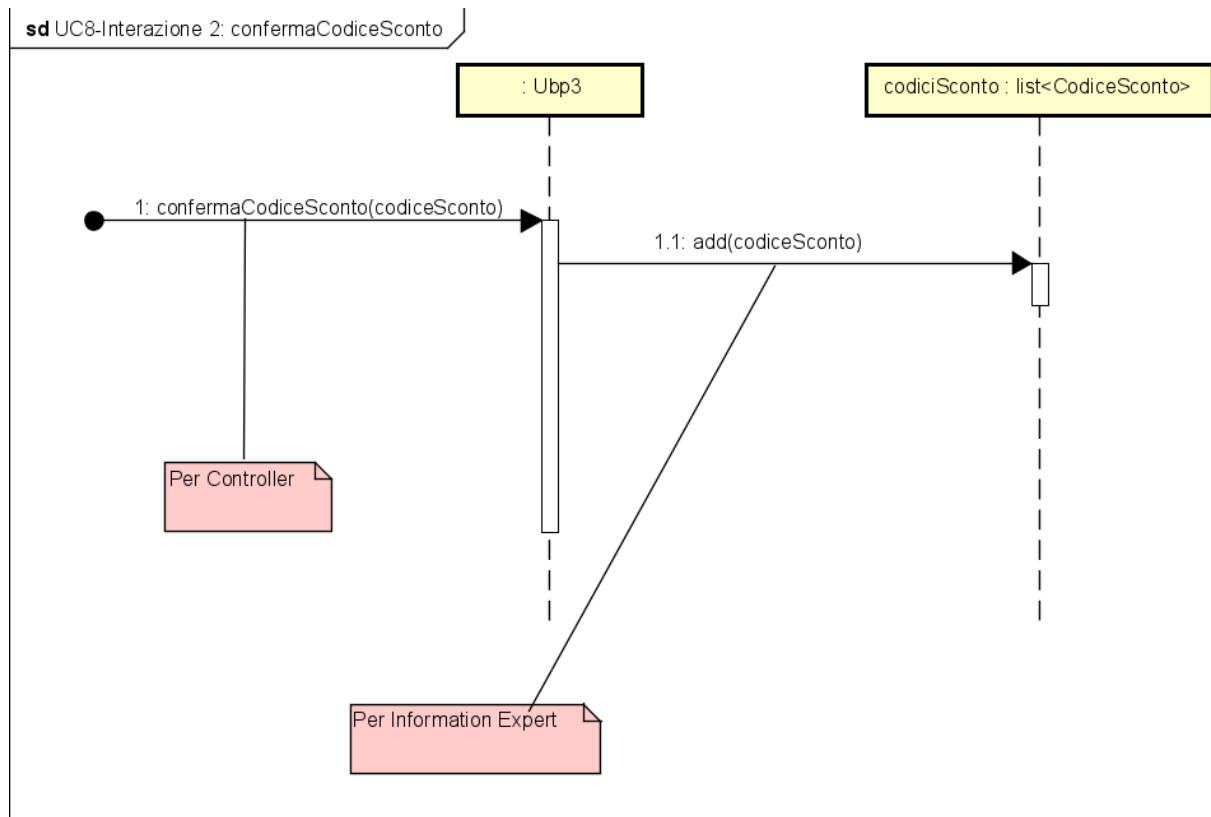 sd UC8-Interazione 2: confermaCodiceSconto
: Ubp3
codiciSconto : list<CodiceSconto>
1: confermaCodiceSconto(codiceSconto)
1.1: add(codiceSconto)
Per Controller
Per Information Expert